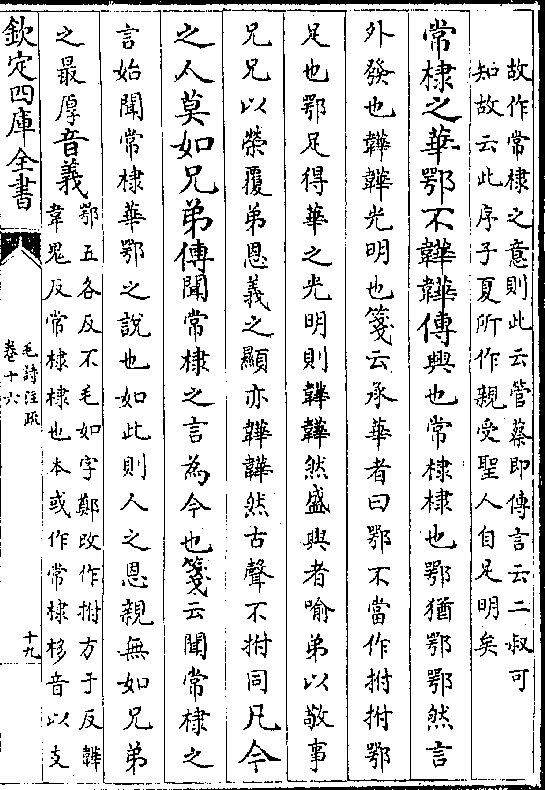 故作常棣之意則此云管蔡即傳言云二叔可
知故云此序子夏所作親受聖人自足明矣
常棣之華鄂不韡韡傳興也常棣棣也鄂猶鄂鄂然言
外發也韡韡光明也箋云承華者曰鄂不當作拊拊鄂
足也鄂足得華之光明則韡韡然盛興者喻弟以敬事
兄兄以榮覆弟恩義之顯亦韡韡然古聲不拊同凡今
之人莫如兄弟傳聞常棣之言為今也箋云聞常棣之
言始聞常棣華鄂之說也如此則人之恩親無如兄弟
之最厚音義
鄂五各反不毛如字鄭改作拊方于反韡
韋鬼反常棣棣也本或作常棣栘音以支
欽定四庫全書
毛詩注疏
卷十六
十九